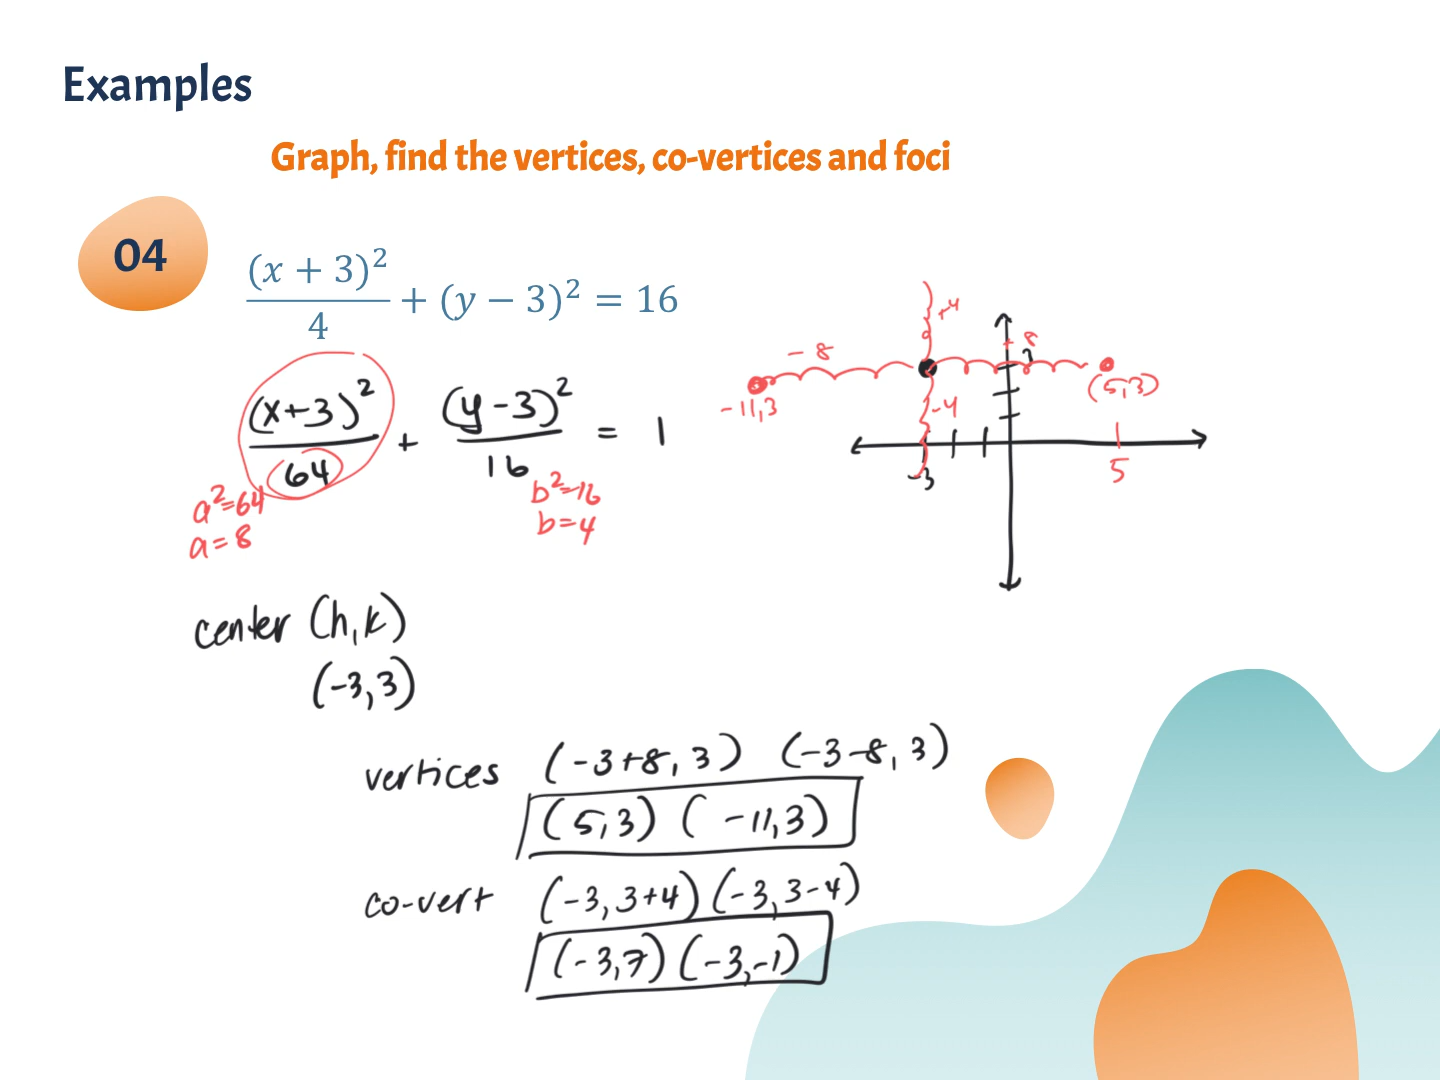 Examples
Graph, find the vertices, co-vertices and foci
04
(x + 3)²/4 + (y − 3)² = 16
(x+3)²/64 + (y-3)²/16 = 1
a²=64
a=8
b²=16
b=4
center (h,k)
(-3,3)
vertices (-3+8, 3) (-3-8, 3)
(5,3) (-11,3)
co-vert (-3,3+4) (-3,3-4)
(-3,7) (-3,-1)
+4
-8
+8
3
-11,3
-4
(5,3)
-3
5